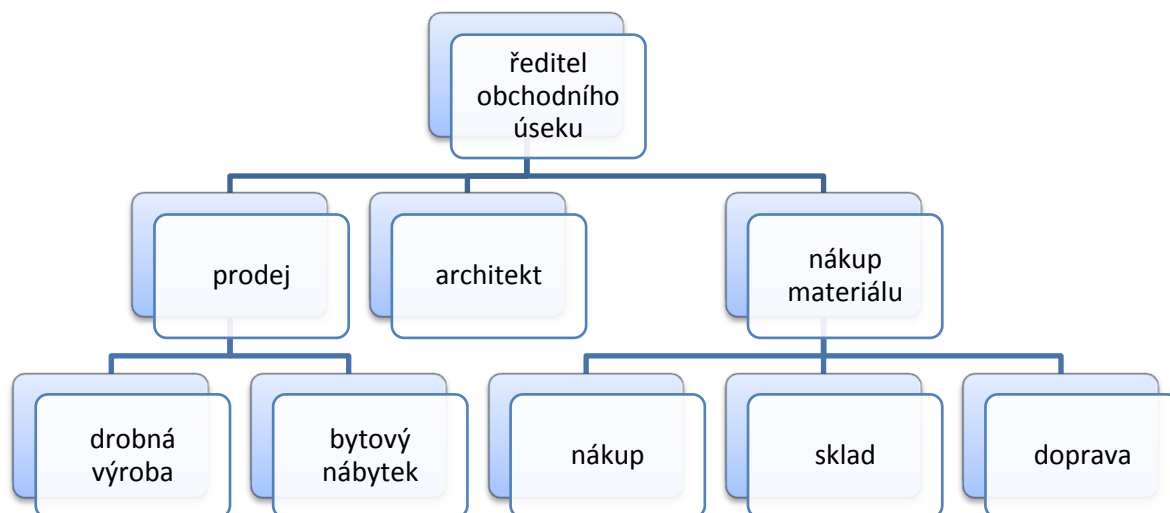 ředitel
obchodního
úseku
prodej
architekt
nákup
materiálu
drobná
výroba
bytový
nábytek
nákup
sklad
doprava